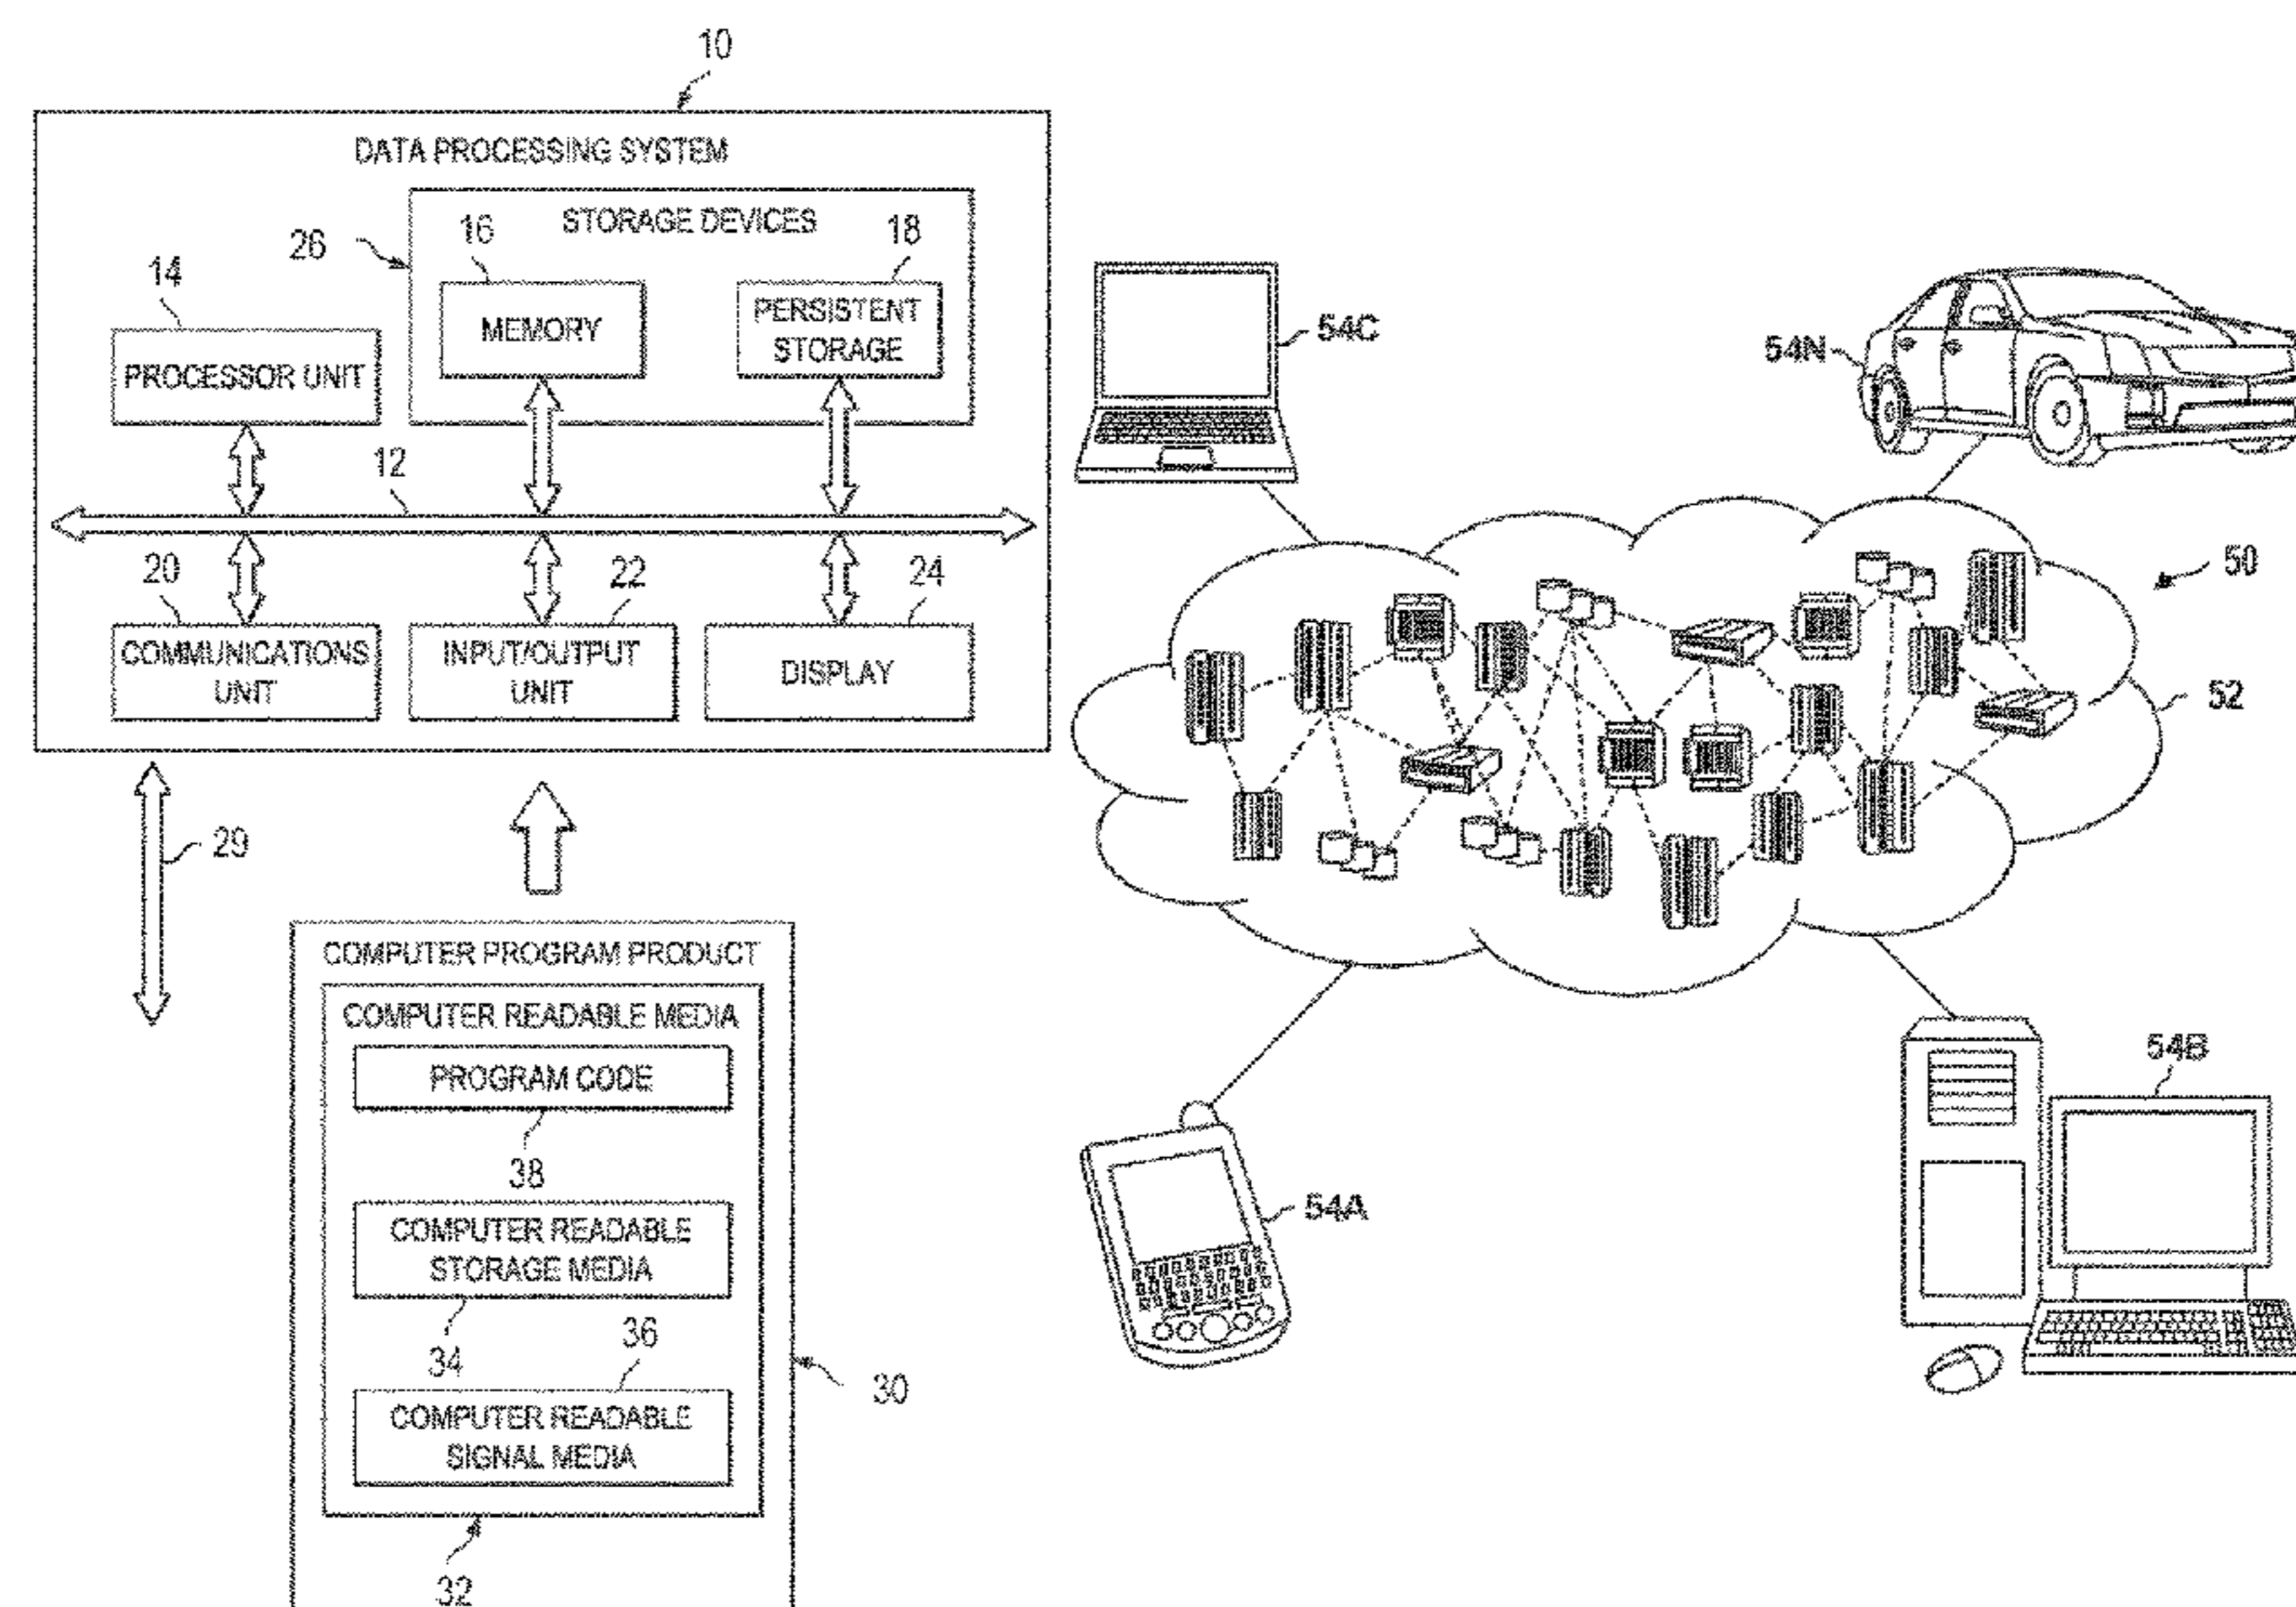 10
DATA PROCESSING SYSTEM
STORAGE DEVICES
16
18
26
14
MEMORY
PERSISTENT
STORAGE
PROCESSOR UNIT
12
20
22
24
COMMUNICATIONS
UNIT
INPUT/OUTPUT
UNIT
DISPLAY
29
COMPUTER PROGRAM PRODUCT
COMPUTER READABLE MEDIA
PROGRAM CODE
38
COMPUTER READABLE
STORAGE MEDIA
34
36
COMPUTER READABLE
SIGNAL MEDIA
30
32
54C
54N
50
52
54B
54A